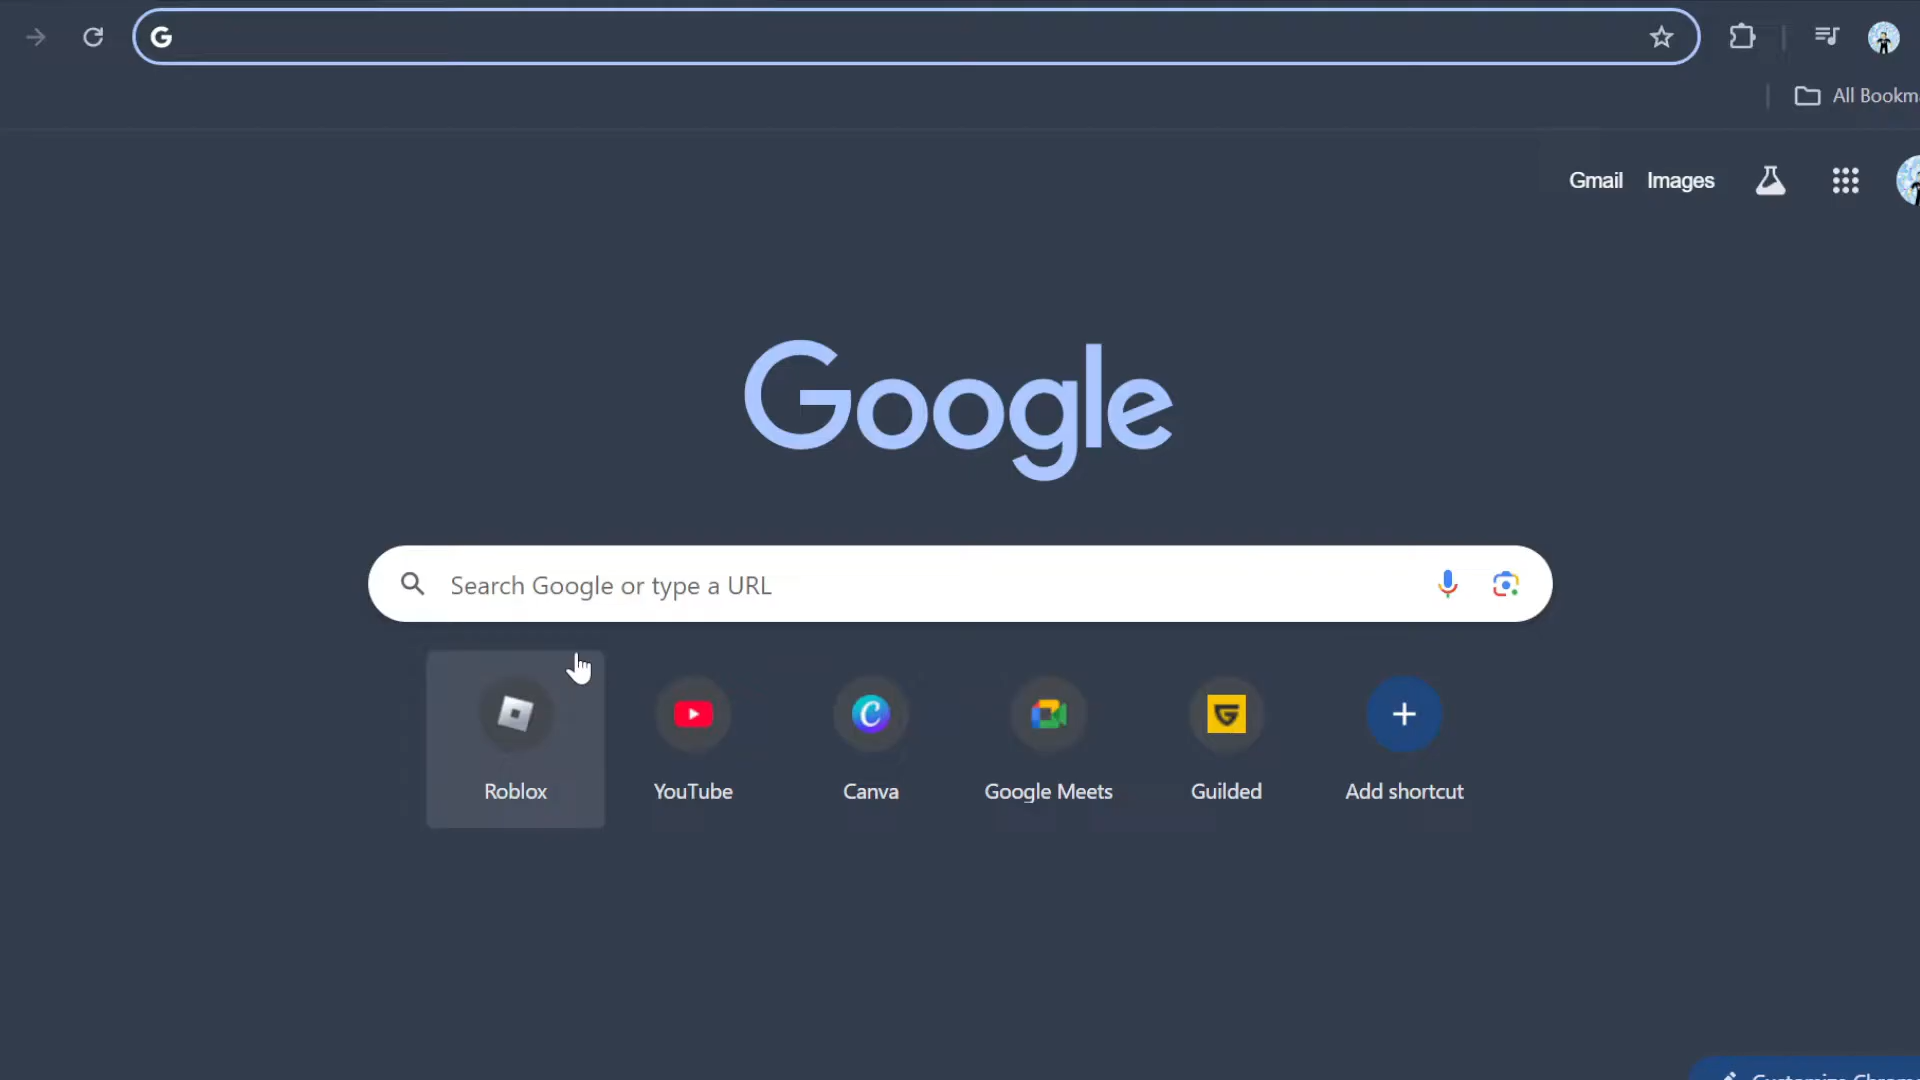 All Bookm
Gmail Images
Google
Search Google or type a URL
Roblox YouTube Canva Google Meets Guilded Add shortcut